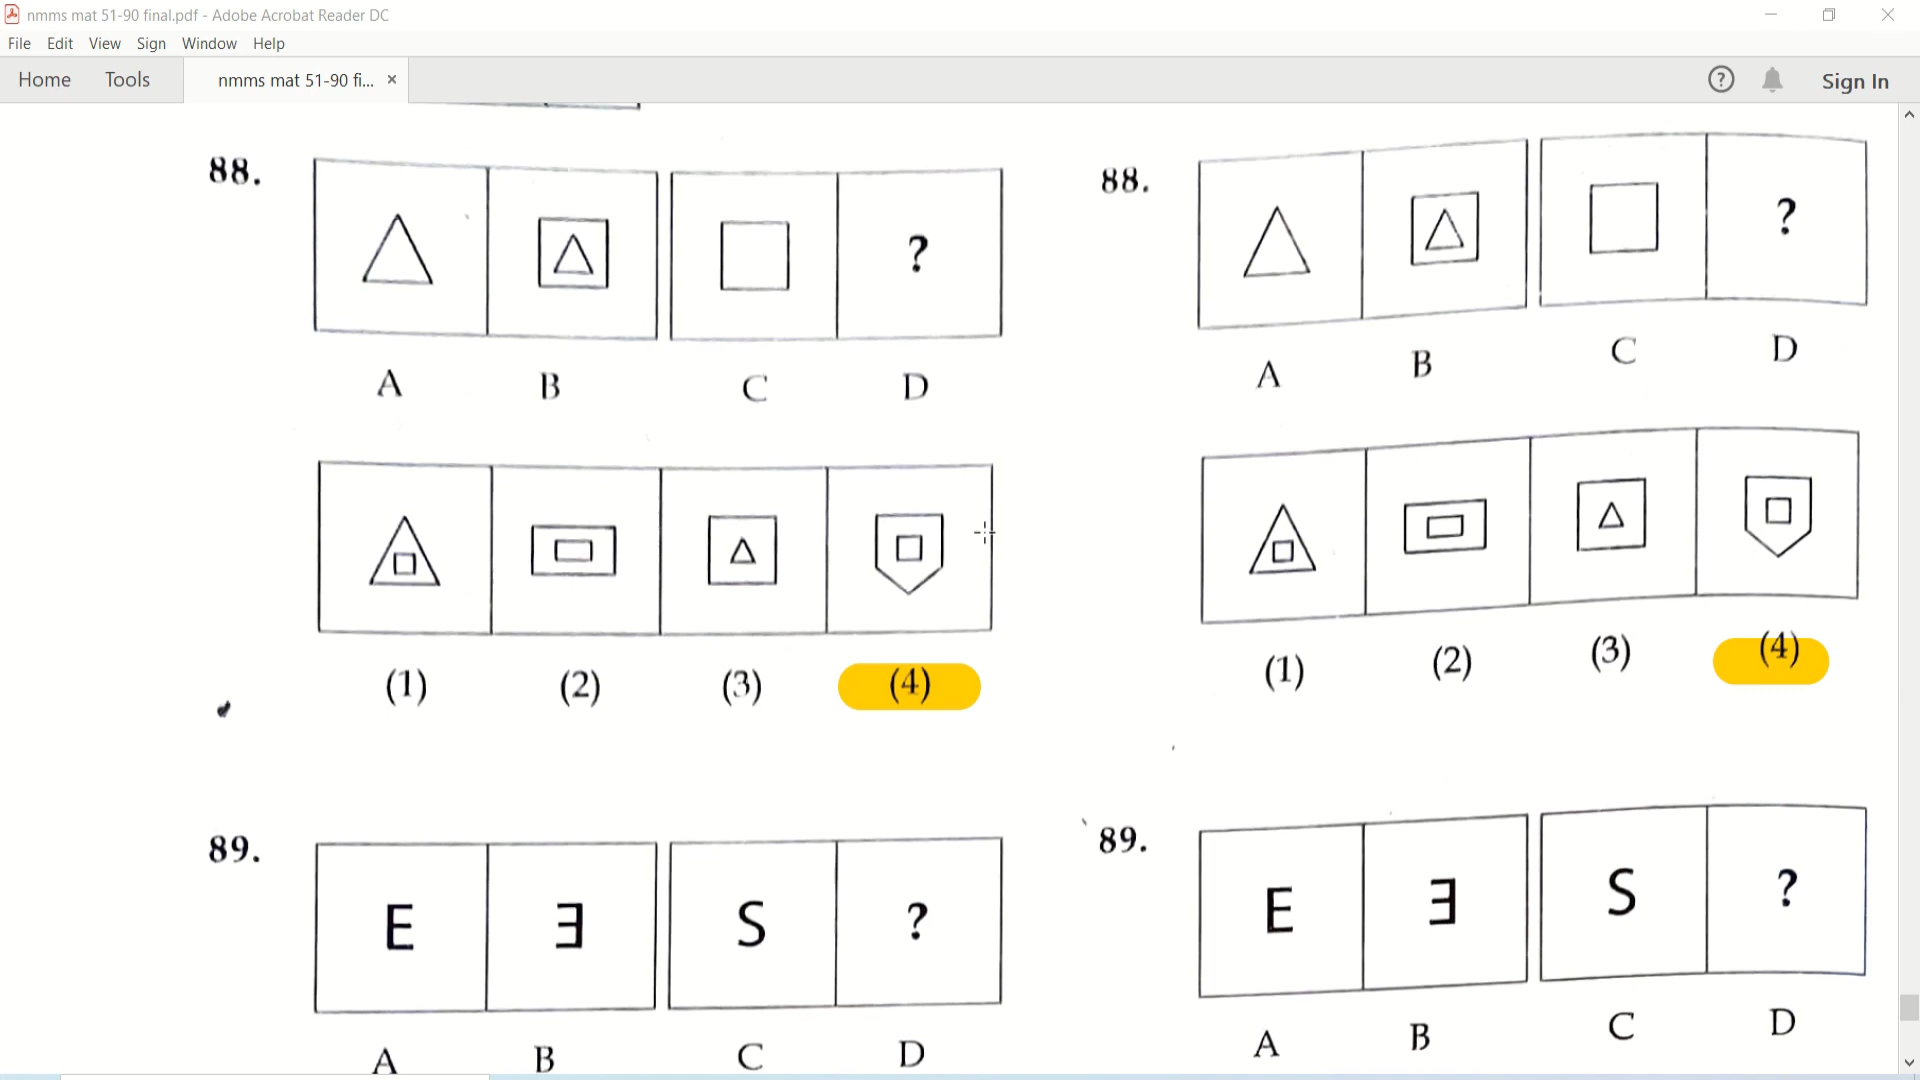 nmms mat 51-90 final.pdf - Adobe Acrobat Reader DC
File Edit View Sign Window Help
Home Tools nmms mat 51-90 fi... × ? Sign In
88.
?
A B C D
(1) (2) (3) (4)
89.
E Ǝ S ?
A B C D
88.
?
A B C D
(1) (2) (3) (4)
89.
E Ǝ S ?
A B C D